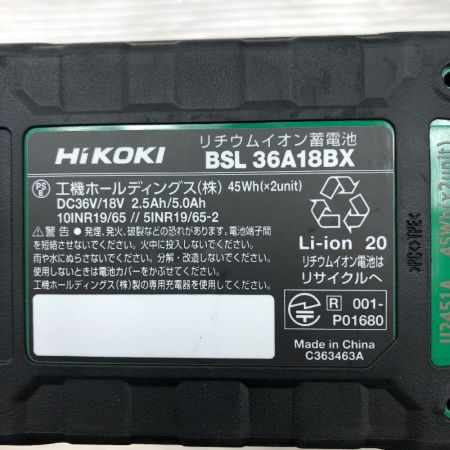 リチウムイオン蓄電池
HiKOKI BSL 36A18BX
PS E 工機ホールディングス(株) 45Wh(×2unit)
DC36V/18V 2.5Ah/5.0Ah
10INR19/65 // 5INR19/65-2
警告 ● 発煙、発火、破裂などの恐れがあります。電池端子間
を短絡させないでください。火中に投入しないでください。
雨や水にぬらさないでください。分解・改造しないでください。
使用しないときは電池カバーをかぶせてください。
工機ホールディングス(株)製の専用充電器を使用してください。
Li-ion 20
リチウムイオン電池は
リサイクルへ
R 001-
P01680
Made in China
C363463A
>PC+TPE<
U2451A 45Wh(×2unit)